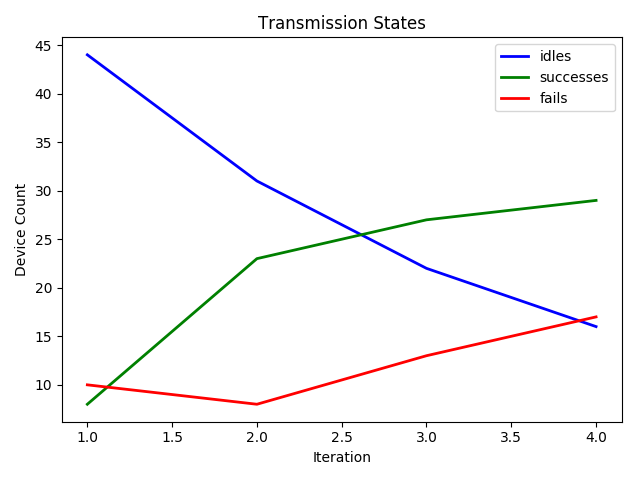 Transmission States
idles
successes
fails
Device Count
45
40
35
30
25
20
15
10
1.0 1.5 2.0 2.5 3.0 3.5 4.0
Iteration